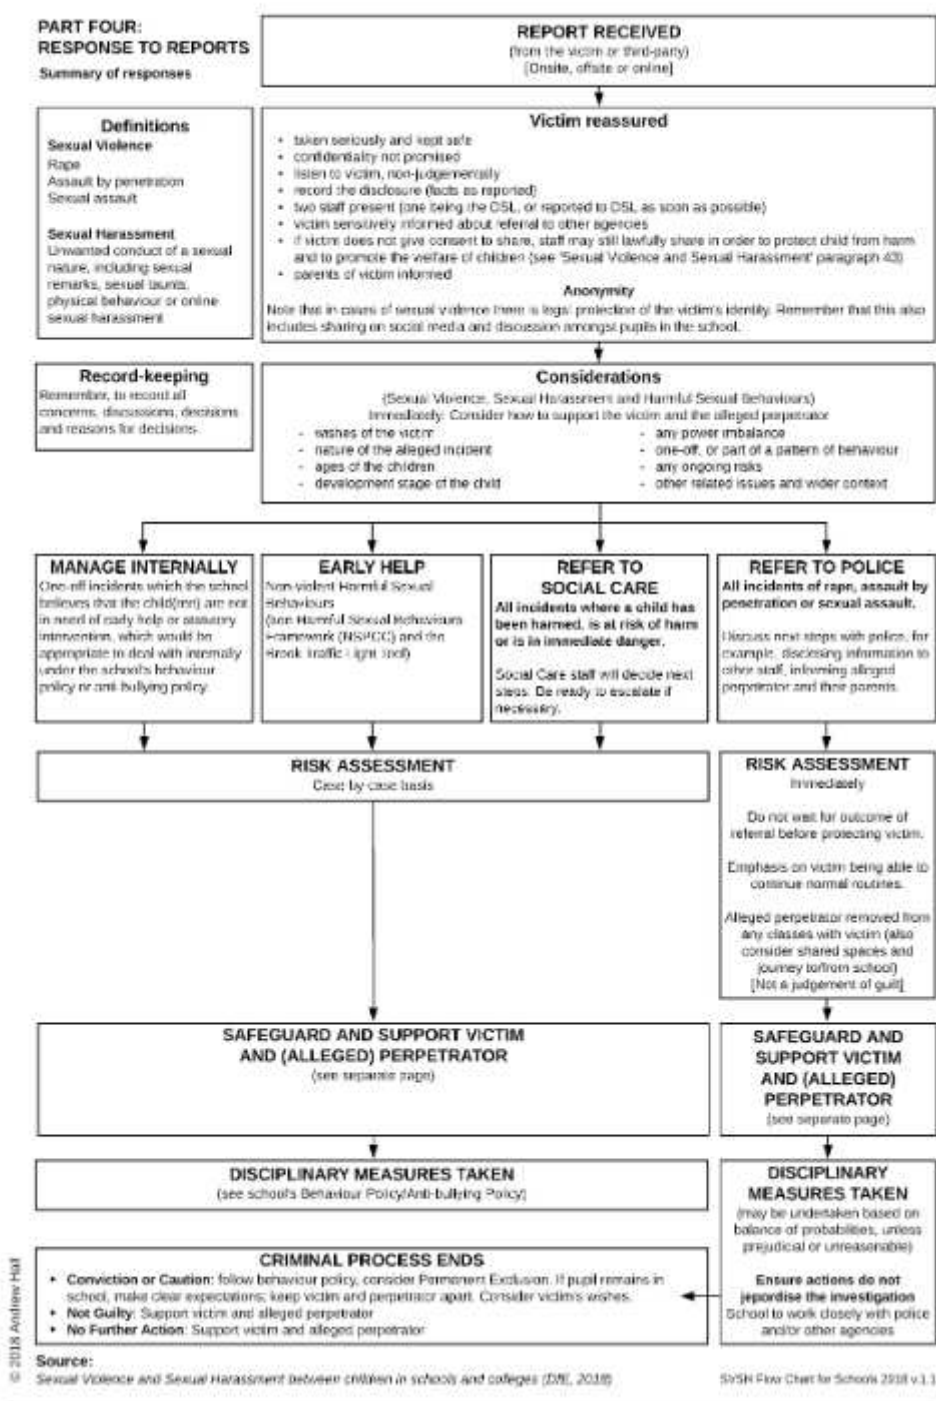 PART FOUR:
RESPONSE TO REPORTS
Summary of responses
REPORT RECEIVED
(from the victim or third-party)
[Onsite, offsite or online]
Definitions
Sexual Violence
Rape
Assault by penetration
Sexual assault
Sexual Harassment
Unwanted conduct of a sexual
nature, including sexual
remarks, sexual taunts,
physical behaviour or online
sexual harassment
Victim reassured
• taken seriously and kept safe
• confidentiality not promised
• listen to victim, non-judgementally
• record the disclosure (facts as reported)
• two staff present (one being the DSL, or reported to DSL as soon as possible)
• victim sensitively informed about referral to other agencies
• if victim does not give consent to share, staff may still lawfully share in order to protect child from harm
and to promote the welfare of children (see 'Sexual Violence and Sexual Harassment' paragraph 43)
• parents of victim informed
Anonymity
Note that in cases of sexual violence there is legal protection of the victim's identity. Remember that this also
includes sharing on social media and discussion amongst pupils in the school.
Record-keeping
Remember, to record all
concerns, discussions, decisions
and reasons for decisions.
Considerations
(Sexual Violence, Sexual Harassment and Harmful Sexual Behaviours)
Immediately: Consider how to support the victim and the alleged perpetrator
- wishes of the victim
- nature of the alleged incident
- ages of the children
- development stage of the child
- any power imbalance
- one-off, or part of a pattern of behaviour
- any ongoing risks
- other related issues and wider context
MANAGE INTERNALLY
One-off incidents which the school
believes that the child(ren) are not
in need of early help or statutory
intervention, which would be
appropriate to deal with internally
under the school's behaviour
policy or anti-bullying policy.
EARLY HELP
Non-violent Harmful Sexual
Behaviours
(see Harmful Sexual Behaviours
Framework (NSPCC) and the
Brook Traffic Light Tool)
REFER TO
SOCIAL CARE
All incidents where a child has
been harmed, is at risk of harm
or is in immediate danger.
Social Care staff will decide next
steps. Be ready to escalate if
necessary.
REFER TO POLICE
All incidents of rape, assault by
penetration or sexual assault.
Discuss next steps with police, for
example, disclosing information to
other staff, informing alleged
perpetrator and their parents.
RISK ASSESSMENT
Case by case basis
RISK ASSESSMENT
Immediately
Do not wait for outcome of
referral before protecting victim.
Emphasis on victim being able to
continue normal routines.
Alleged perpetrator removed from
any classes with victim (also
consider shared spaces and
journey to/from school)
[Not a judgement of guilt]
SAFEGUARD AND SUPPORT VICTIM
AND (ALLEGED) PERPETRATOR
(see separate page)
SAFEGUARD AND
SUPPORT VICTIM
AND (ALLEGED)
PERPETRATOR
(see separate page)
DISCIPLINARY MEASURES TAKEN
(see school's Behaviour Policy/Anti-bullying Policy)
DISCIPLINARY
MEASURES TAKEN
(may be undertaken based on
balance of probabilities, unless
prejudicial or unreasonable)
Ensure actions do not
jepordise the investigation
School to work closely with police
and/or other agencies
CRIMINAL PROCESS ENDS
• Conviction or Caution: follow behaviour policy, consider Permanent Exclusion. If pupil remains in
school, make clear expectations; keep victim and perpetrator apart. Consider victim's wishes.
• Not Guilty: Support victim and alleged perpetrator
• No Further Action: Support victim and alleged perpetrator
© 2018 Andrew Hall
Source:
Sexual Violence and Sexual Harassment between children in schools and colleges (DfE, 2018)
SVSH Flow Chart for Schools 2018 v.1.1